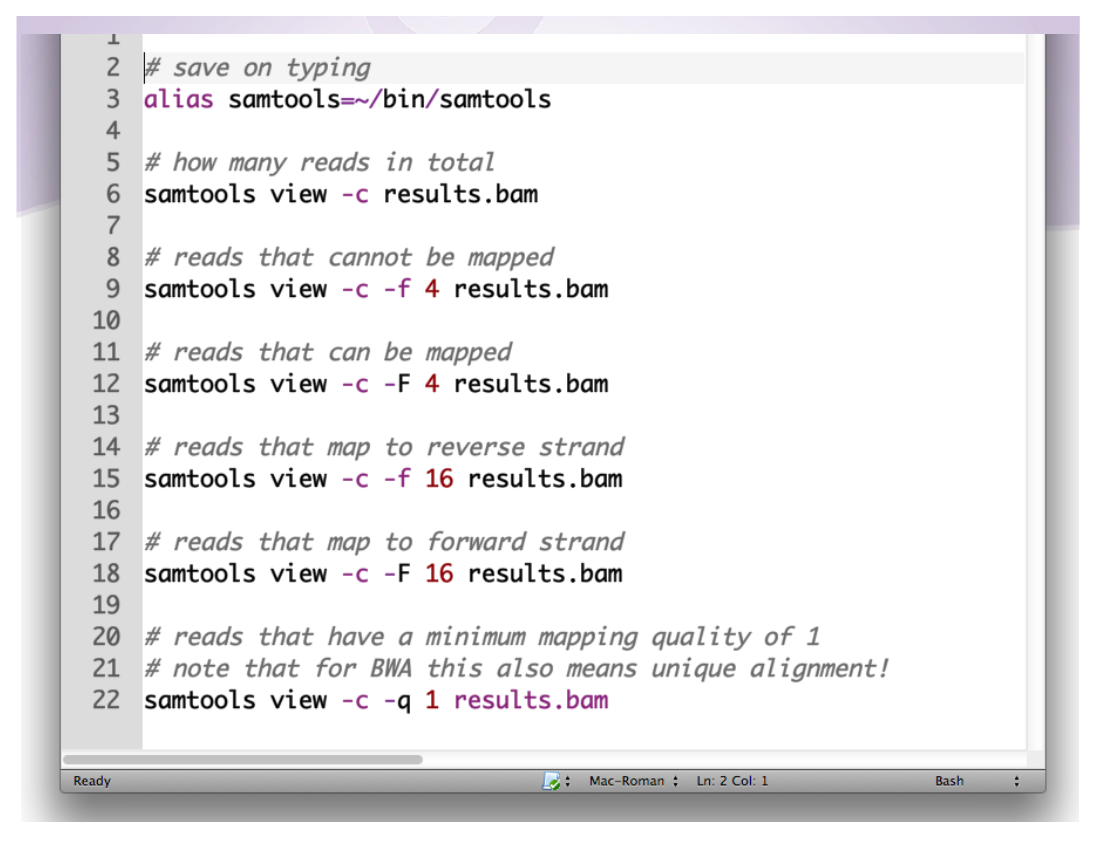 1
2 # save on typing
3 alias samtools=~/bin/samtools
4
5 # how many reads in total
6 samtools view -c results.bam
7
8 # reads that cannot be mapped
9 samtools view -c -f 4 results.bam
10
11 # reads that can be mapped
12 samtools view -c -F 4 results.bam
13
14 # reads that map to reverse strand
15 samtools view -c -f 16 results.bam
16
17 # reads that map to forward strand
18 samtools view -c -F 16 results.bam
19
20 # reads that have a minimum mapping quality of 1
21 # note that for BWA this also means unique alignment!
22 samtools view -c -q 1 results.bam
Ready Mac-Roman Ln: 2 Col: 1 Bash